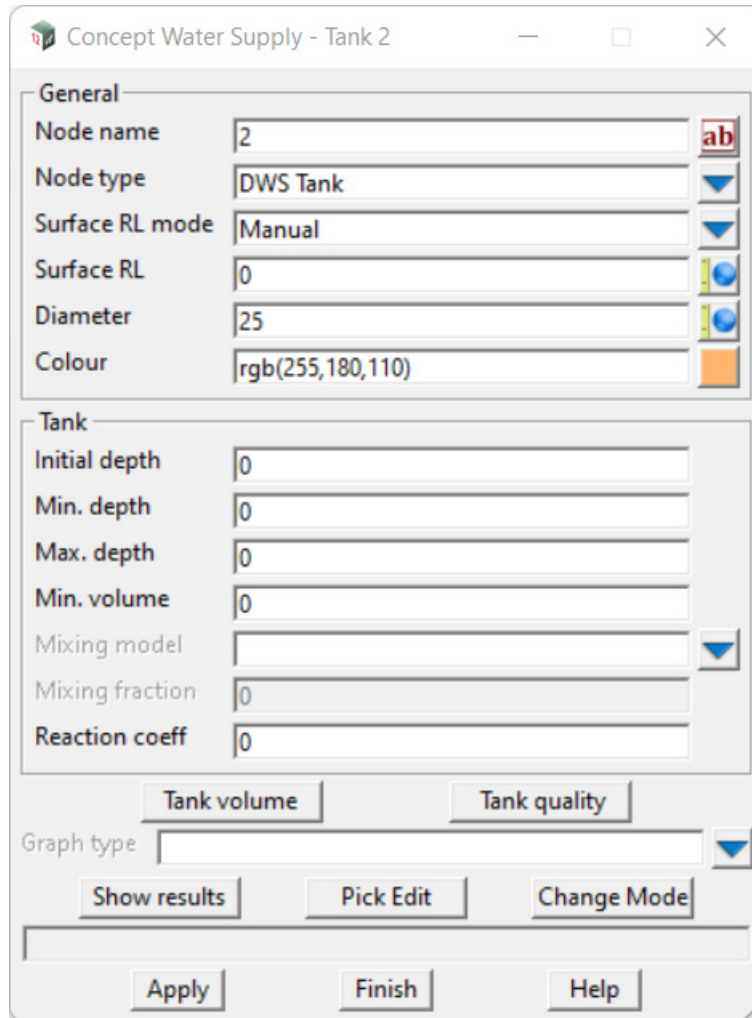 Concept Water Supply - Tank 2
General
Node name 2 ab
Node type DWS Tank
Surface RL mode Manual
Surface RL 0
Diameter 25
Colour rgb(255,180,110)
Tank
Initial depth 0
Min. depth 0
Max. depth 0
Min. volume 0
Mixing model
Mixing fraction 0
Reaction coeff 0
Tank volume Tank quality
Graph type
Show results Pick Edit Change Mode
Apply Finish Help